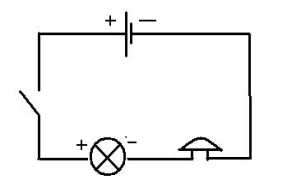 + —
+ -